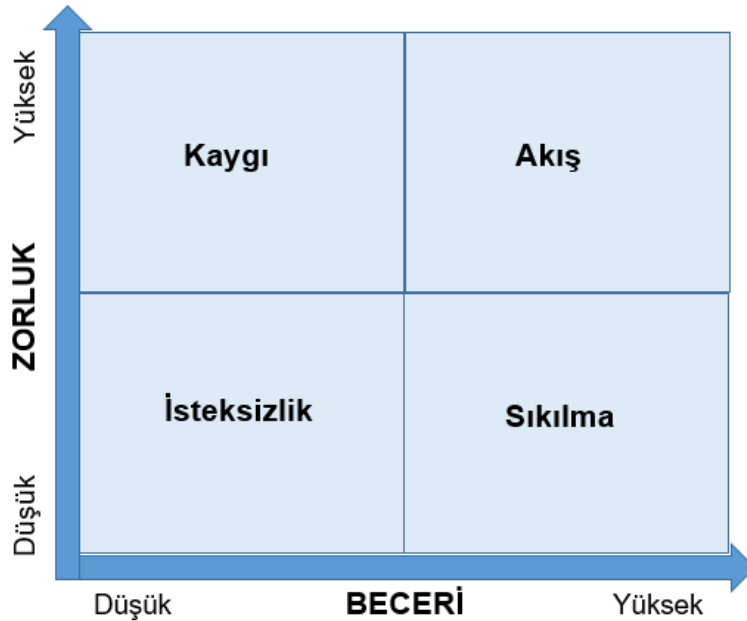 Yüksek
Kaygı
Akış
ZORLUK
İsteksizlik
Sıkılma
Düşük
Düşük
BECERİ
Yüksek